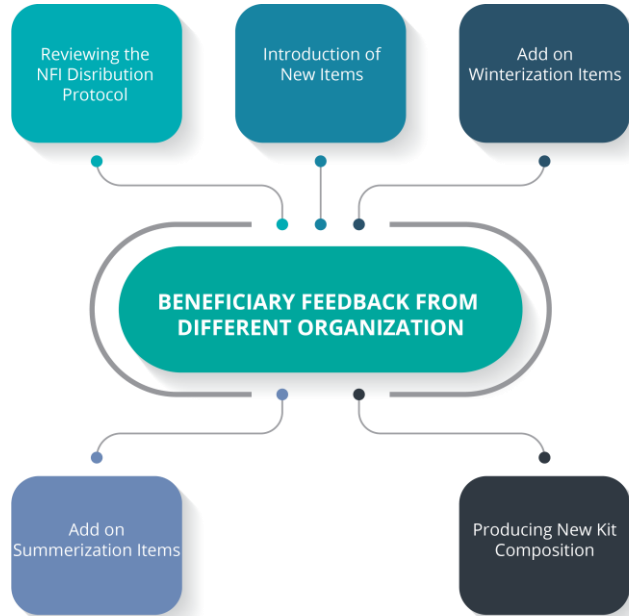 Reviewing the
NFI Disribution
Protocol
Introduction of
New Items
Add on
Winterization Items
BENEFICIARY FEEDBACK FROM
DIFFERENT ORGANIZATION
Add on
Summerization Items
Producing New Kit
Composition